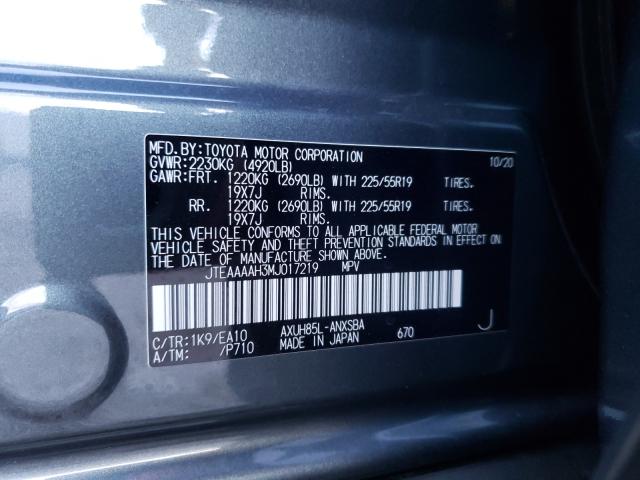 MFD.BY:TOYOTA MOTOR CORPORATION 10/20
GVWR:2230KG (4920LB)
GAWR:FRT. 1220KG (2690LB) WITH 225/55R19 TIRES.
19X7J RIMS.
RR. 1220KG (2690LB) WITH 225/55R19 TIRES.
19X7J RIMS.
THIS VEHICLE CONFORMS TO ALL APPLICABLE FEDERAL MOTOR
VEHICLE SAFETY AND THEFT PREVENTION STANDARDS IN EFFECT ON
THE DATE OF MANUFACTURE SHOWN ABOVE.
JTEAAAAH3MJ017219 MPV
C/TR:1K9/EA10 AXUH85L-ANXSBA
A/TM: /P710 MADE IN JAPAN 670 J